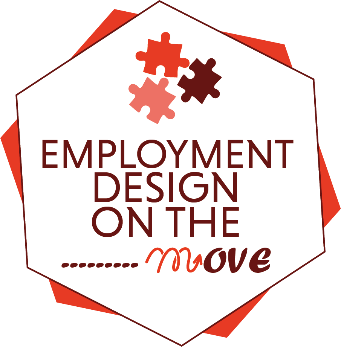 EMPLOYMENT
DESIGN
ON THE
......... mOVE